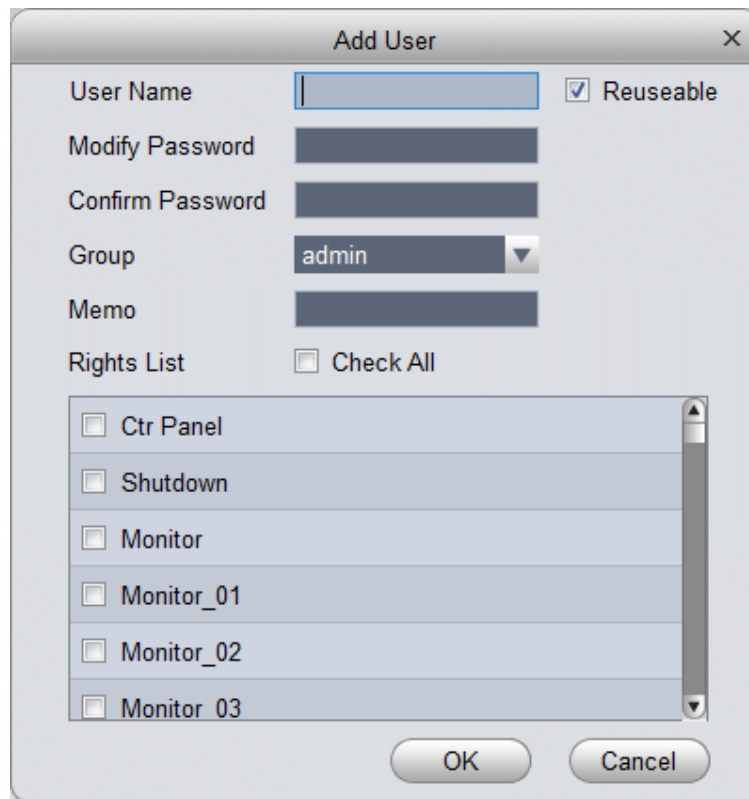 Add User
User Name Reuseable
Modify Password
Confirm Password
Group admin
Memo
Rights List Check All
Ctr Panel
Shutdown
Monitor
Monitor_01
Monitor_02
Monitor_03
OK Cancel